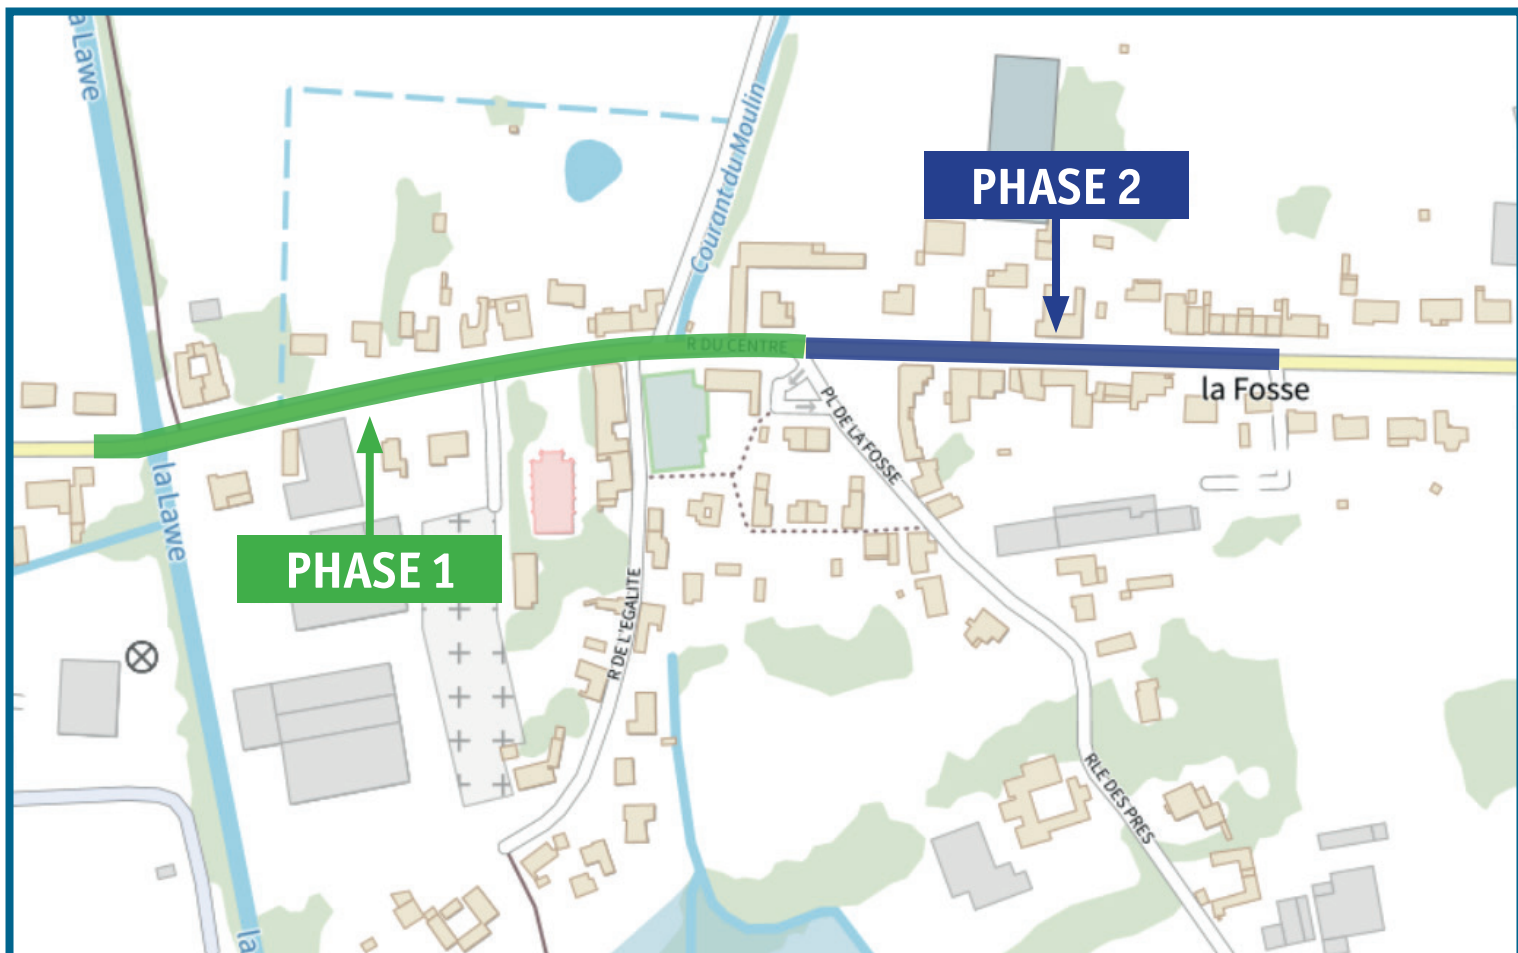 a Lawe
Courant du Moulin
PHASE 2
R DU CENTRE
la Fosse
PL DE LA FOSSE
la Lawe
PHASE 1
R DE L'EGALITE
RLE DES PRES
la